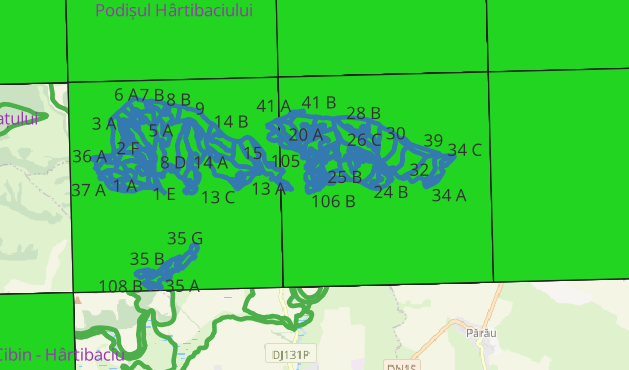 Podișul Hârtibaciului
6 A
7 B
8 B
9
41 A
41 B
28 B
3 A
5 A
14 B
20 A
26 C
30
39
2 F
36 A
8 D
14 A
15
105
34 C
37 A
1 A
1 E
13 C
13 A
25 B
32
106 B
24 B
34 A
35 G
35 B
108 B
35 A
atului
Cibin - Hârtibaciu
DJ131P
Părău